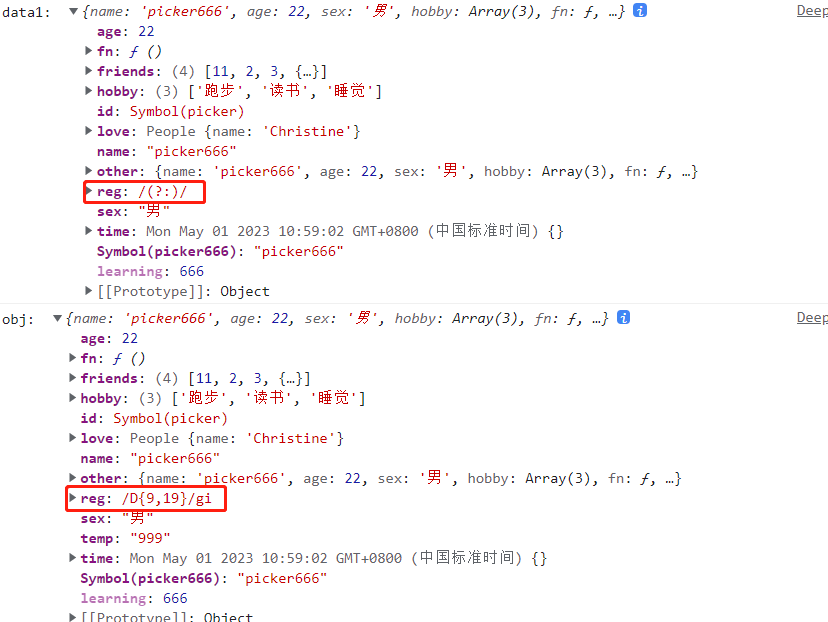 data1: ▼{name: 'picker666', age: 22, sex: '男', hobby: Array(3), fn: ƒ, …} i Deep
age: 22
▶fn: ƒ ()
▶friends: (4) [11, 2, 3, {…}]
▶hobby: (3) ['跑步', '读书', '睡觉']
id: Symbol(picker)
▶love: People {name: 'Christine'}
name: "picker666"
▶other: {name: 'picker666', age: 22, sex: '男', hobby: Array(3), fn: ƒ, …}
▶reg: /(?:)/
sex: "男"
▶time: Mon May 01 2023 10:59:02 GMT+0800 (中国标准时间) {}
Symbol(picker666): "picker666"
learning: 666
▶[[Prototype]]: Object
obj: ▼{name: 'picker666', age: 22, sex: '男', hobby: Array(3), fn: ƒ, …} i Deep
age: 22
▶fn: ƒ ()
▶friends: (4) [11, 2, 3, {…}]
▶hobby: (3) ['跑步', '读书', '睡觉']
id: Symbol(picker)
▶love: People {name: 'Christine'}
name: "picker666"
▶other: {name: 'picker666', age: 22, sex: '男', hobby: Array(3), fn: ƒ, …}
▶reg: /D{9,19}/gi
sex: "男"
temp: "999"
▶time: Mon May 01 2023 10:59:02 GMT+0800 (中国标准时间) {}
Symbol(picker666): "picker666"
learning: 666
▶[[Prototype]]: Object